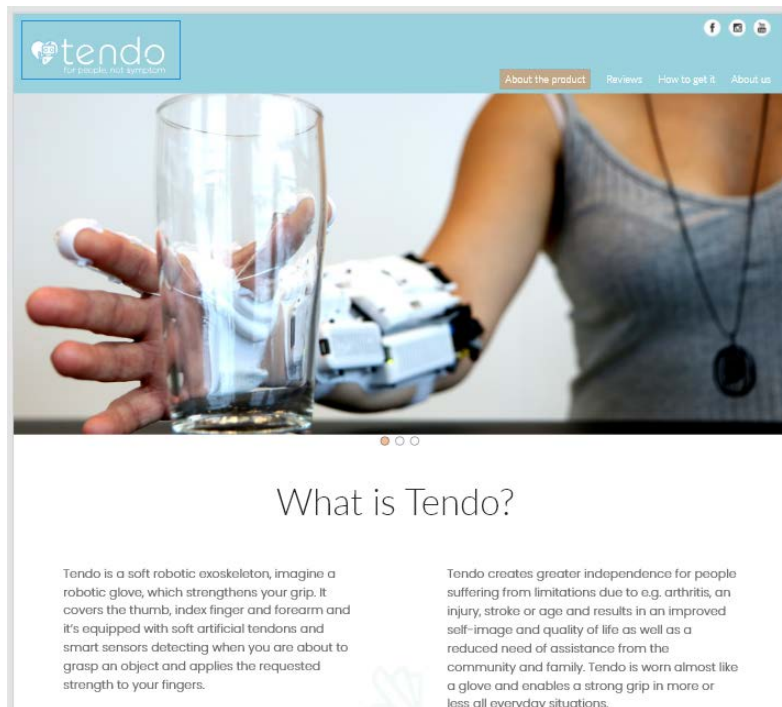 tendo
for people, not symptom
About the product Reviews How to get it About us
What is Tendo?
Tendo is a soft robotic exoskeleton, imagine a
robotic glove, which strengthens your grip. It
covers the thumb, index finger and forearm and
it's equipped with soft artificial tendons and
smart sensors detecting when you are about to
grasp an object and applies the requested
strength to your fingers.
Tendo creates greater independence for people
suffering from limitations due to e.g. arthritis, an
injury, stroke or age and results in an improved
self-image and quality of life as well as a
reduced need of assistance from the
community and family. Tendo is worn almost like
a glove and enables a strong grip in more or
less all everyday situations.